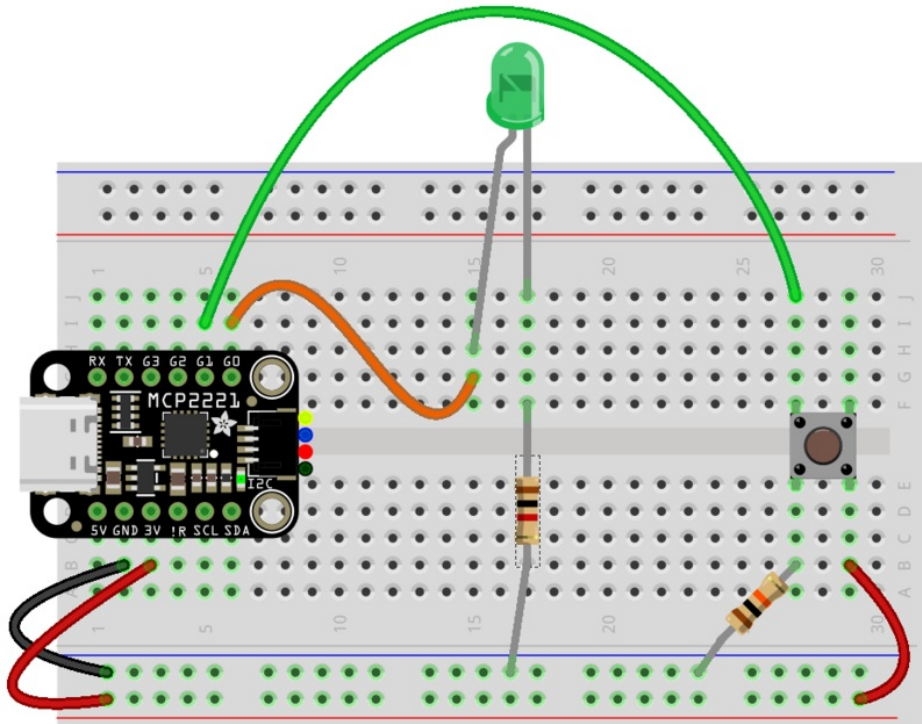 1 5 10 15 20 25 30
J
I
H
G
F
RX TX G3 G2 G1 G0
MCP2221
I2C
5V GND 3V !R SCL SDA
J
I
H
G
F
E
D
C
B
A
E
D
C
B
A
1 5 10 15 20 25 30